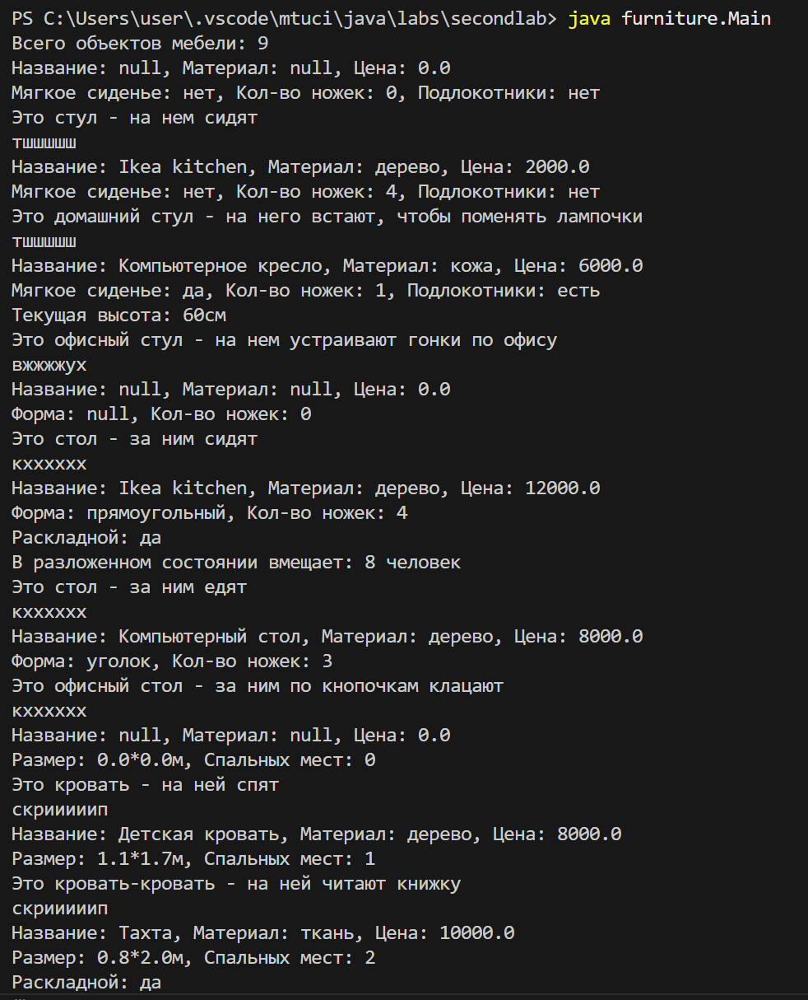 PS C:\Users\user\.vscode\mtuci\java\labs\secondlab> java furniture.Main
Всего объектов мебели: 9
Название: null, Материал: null, Цена: 0.0
Мягкое сиденье: нет, Кол-во ножек: 0, Подлокотники: нет
Это стул - на нем сидят
тшшшшш
Название: Ikea kitchen, Материал: дерево, Цена: 2000.0
Мягкое сиденье: нет, Кол-во ножек: 4, Подлокотники: нет
Это домашний стул - на него встают, чтобы поменять лампочки
тшшшшш
Название: Компьютерное кресло, Материал: кожа, Цена: 6000.0
Мягкое сиденье: да, Кол-во ножек: 1, Подлокотники: есть
Текущая высота: 60см
Это офисный стул - на нем устраивают гонки по офису
вжжжжух
Название: null, Материал: null, Цена: 0.0
Форма: null, Кол-во ножек: 0
Это стол - за ним сидят
кххххххх
Название: Ikea kitchen, Материал: дерево, Цена: 12000.0
Форма: прямоугольный, Кол-во ножек: 4
Раскладной: да
В разложенном состоянии вмещает: 8 человек
Это стол - за ним едят
кххххххх
Название: Компьютерный стол, Материал: дерево, Цена: 8000.0
Форма: уголок, Кол-во ножек: 3
Это офисный стол - за ним по кнопочкам клацают
кххххххх
Название: null, Материал: null, Цена: 0.0
Размер: 0.0*0.0м, Спальных мест: 0
Это кровать - на ней спят
скрииииип
Название: Детская кровать, Материал: дерево, Цена: 8000.0
Размер: 1.1*1.7м, Спальных мест: 1
Это кровать-кровать - на ней читают книжку
скрииииип
Название: Тахта, Материал: ткань, Цена: 10000.0
Размер: 0.8*2.0м, Спальных мест: 2
Раскладной: да